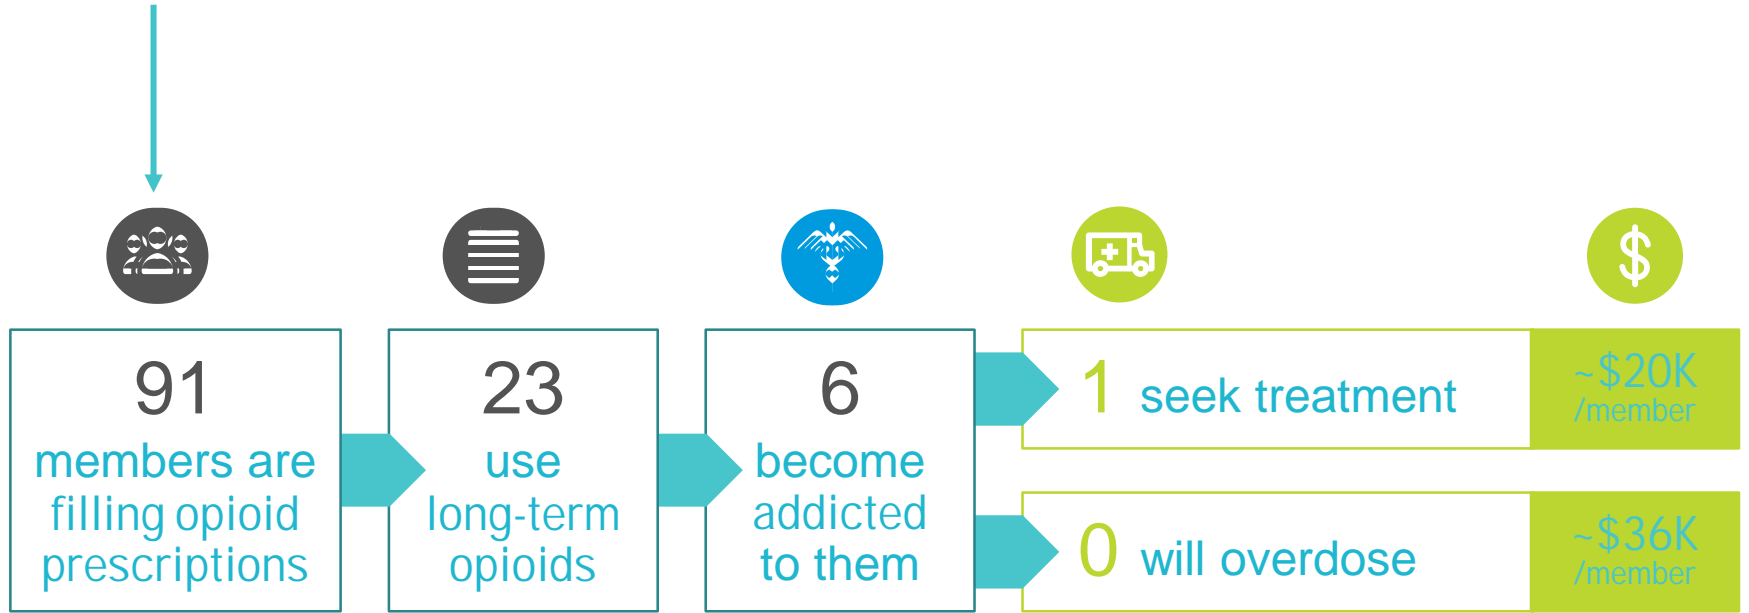 91
members are
filling opioid
prescriptions
23
use
long-term
opioids
6
become
addicted
to them
1 seek treatment
~$20K
/member
0 will overdose
~$36K
/member